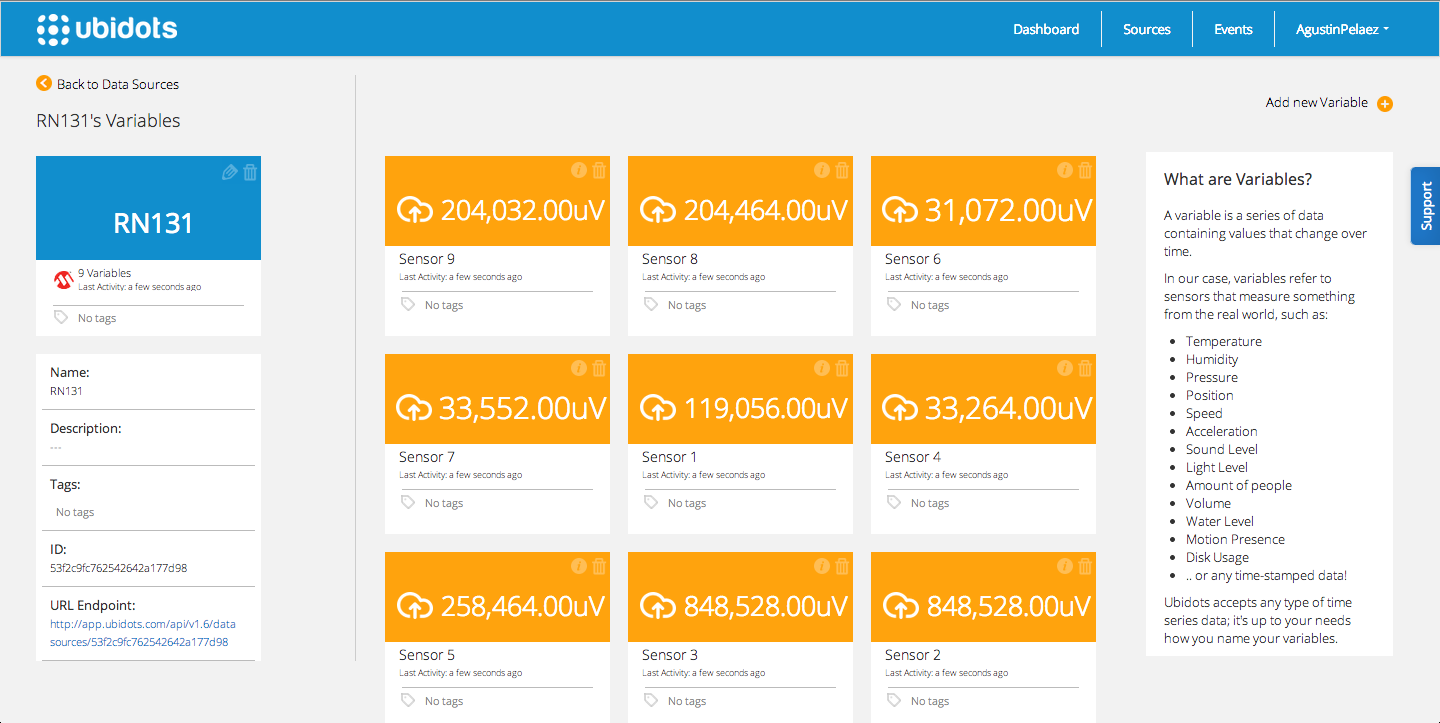 ubidots
Dashboard
Sources
Events
AgustinPelaez
Back to Data Sources
RN131's Variables
Add new Variable
RN131
9 Variables
Last Activity: a few seconds ago
No tags
Name:
RN131
Description:
---
Tags:
No tags
ID:
53f2c9fc762542642a177d98
URL Endpoint:
http://app.ubidots.com/api/v1.6/data
sources/53f2c9fc762542642a177d98
204,032.00uV
Sensor 9
Last Activity: a few seconds ago
No tags
204,464.00uV
Sensor 8
Last Activity: a few seconds ago
No tags
31,072.00uV
Sensor 6
Last Activity: a few seconds ago
No tags
33,552.00uV
Sensor 7
Last Activity: a few seconds ago
No tags
119,056.00uV
Sensor 1
Last Activity: a few seconds ago
No tags
33,264.00uV
Sensor 4
Last Activity: a few seconds ago
No tags
258,464.00uV
Sensor 5
Last Activity: a few seconds ago
No tags
848,528.00uV
Sensor 3
Last Activity: a few seconds ago
No tags
848,528.00uV
Sensor 2
Last Activity: a few seconds ago
No tags
What are Variables?
A variable is a series of data
containing values that change over
time.
In our case, variables refer to
sensors that measure something
from the real world, such as:
• Temperature
• Humidity
• Pressure
• Position
• Speed
• Acceleration
• Sound Level
• Light Level
• Amount of people
• Volume
• Water Level
• Motion Presence
• Disk Usage
• .. or any time-stamped data!
Ubidots accepts any type of time
series data; it's up to your needs
how you name your variables.
Support